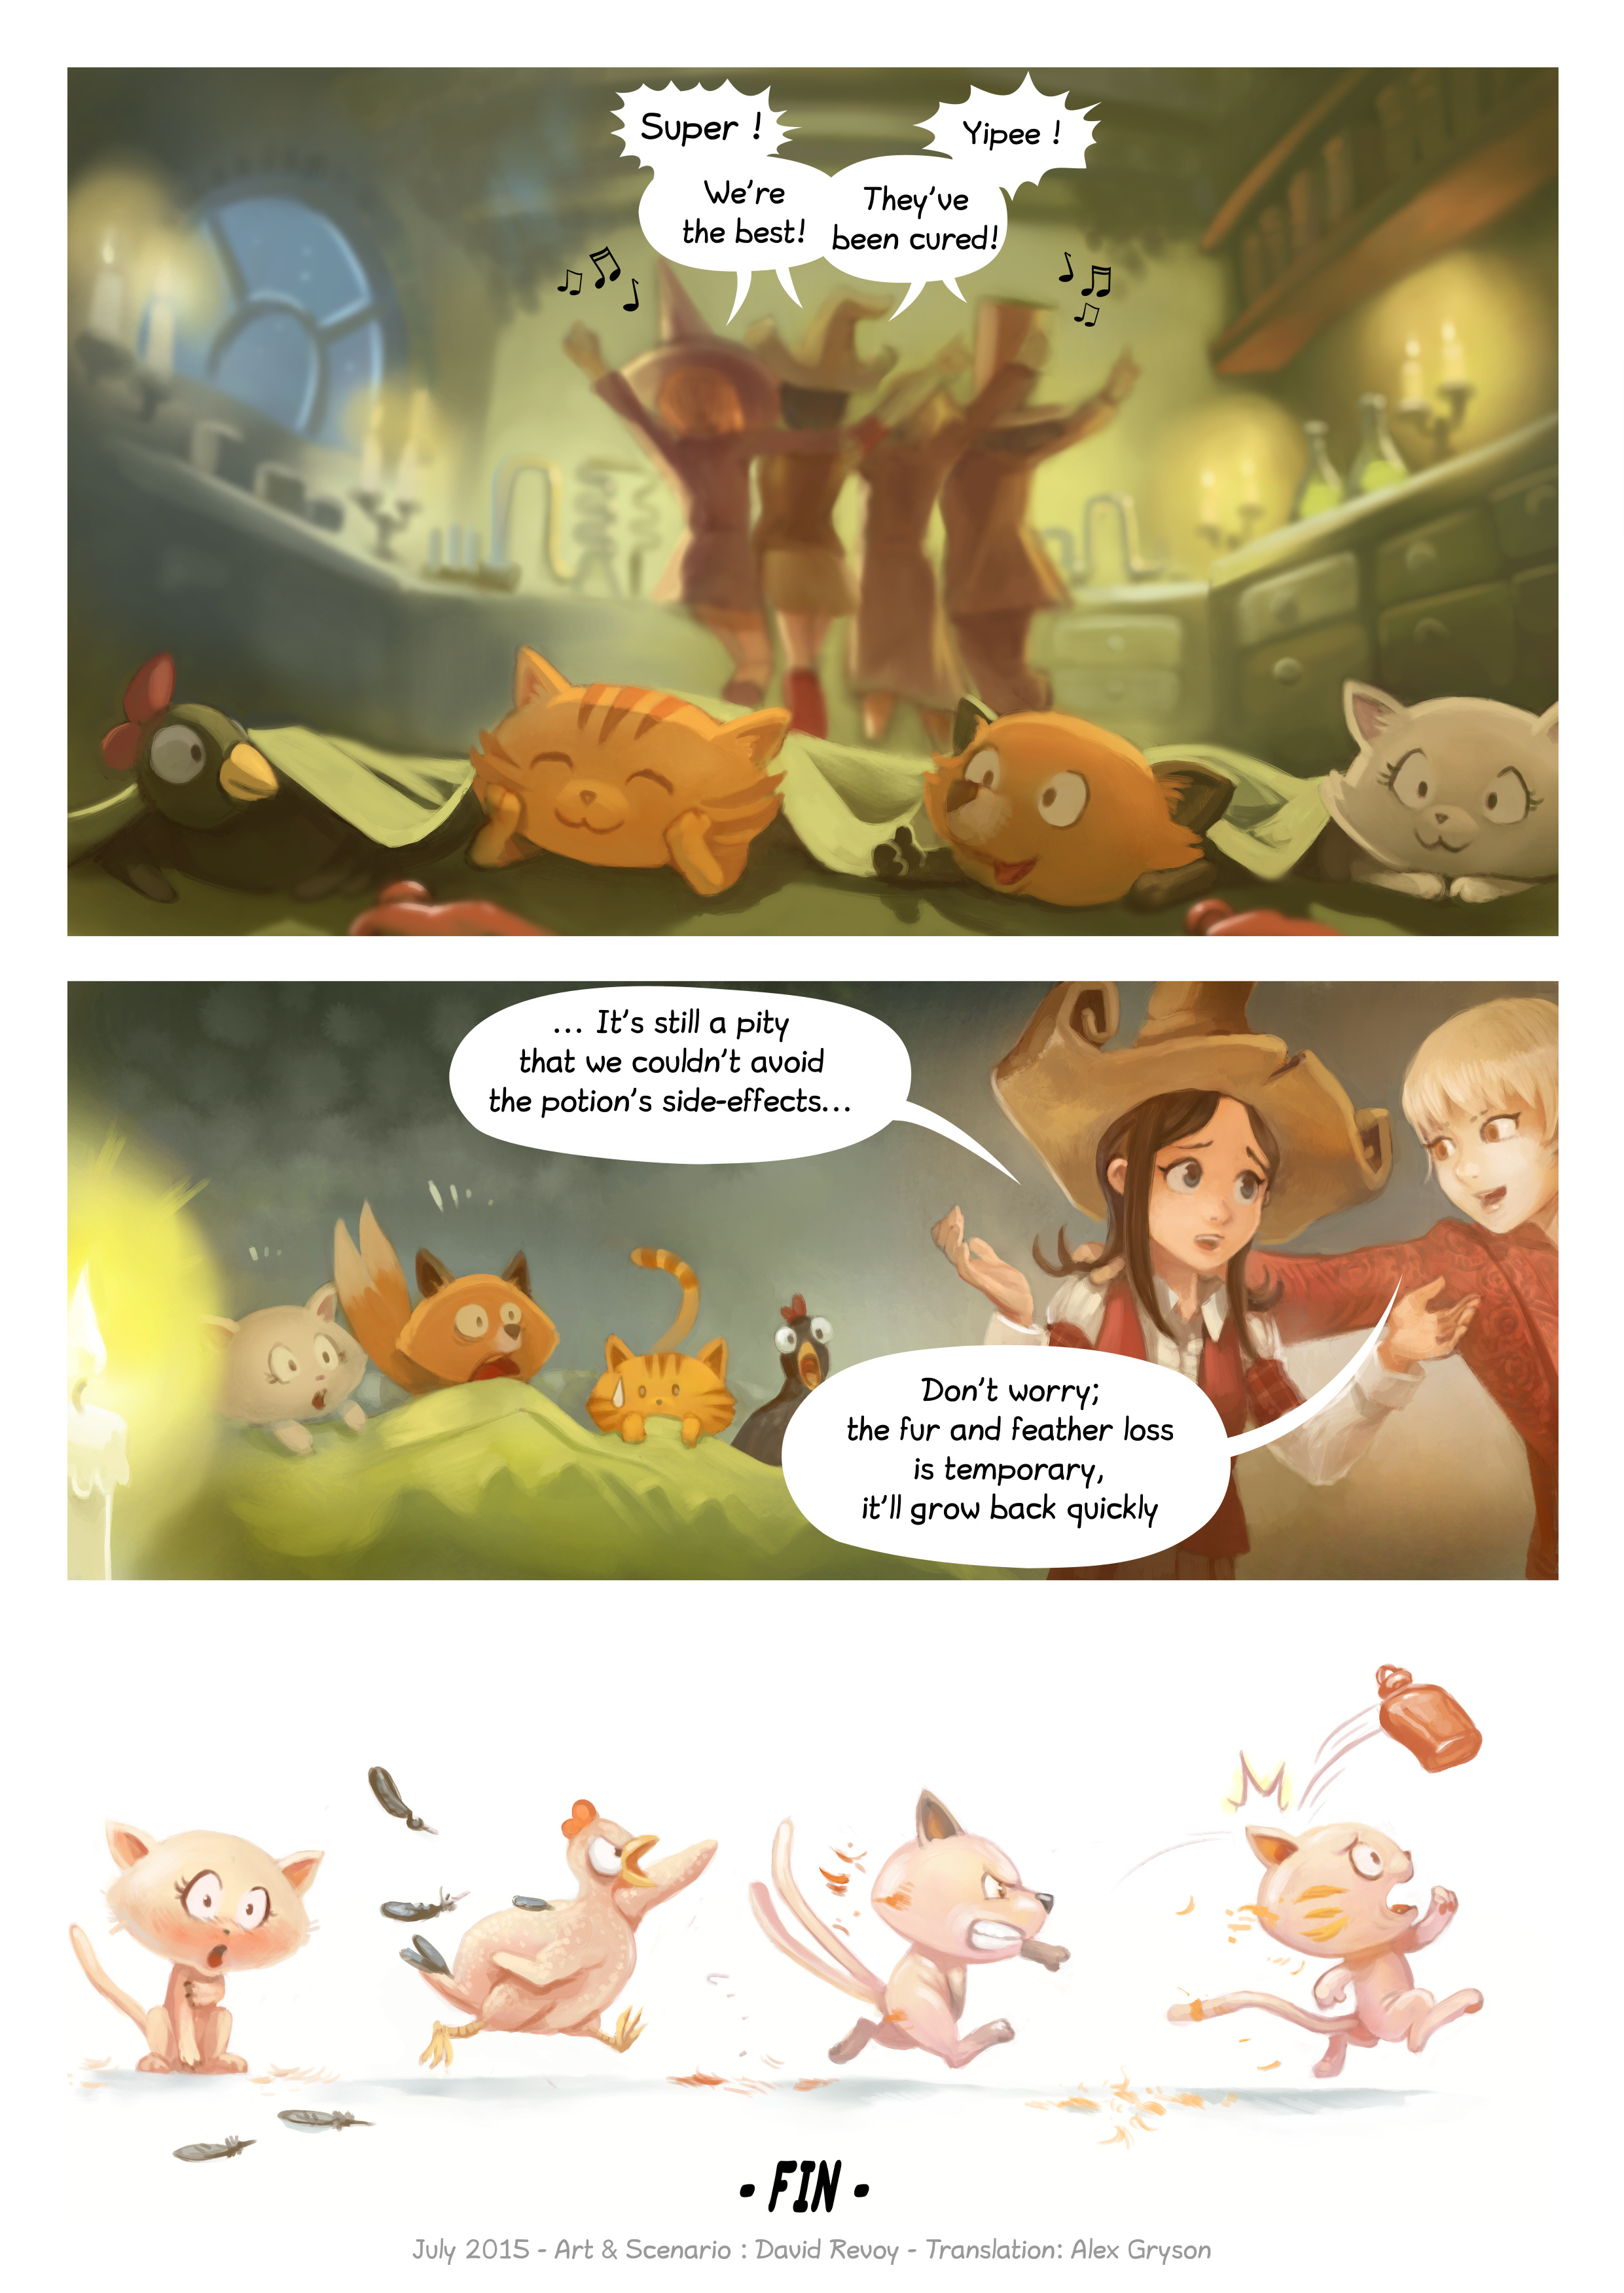 Super !
We're
the best!
Yipee !
They've
been cured!
... It's still a pity
that we couldn't avoid
the potion's side-effects...
Don't worry;
the fur and feather loss
is temporary,
it'll grow back quickly
- FIN -
July 2015 - Art & Scenario : David Revoy - Translation: Alex Gryson